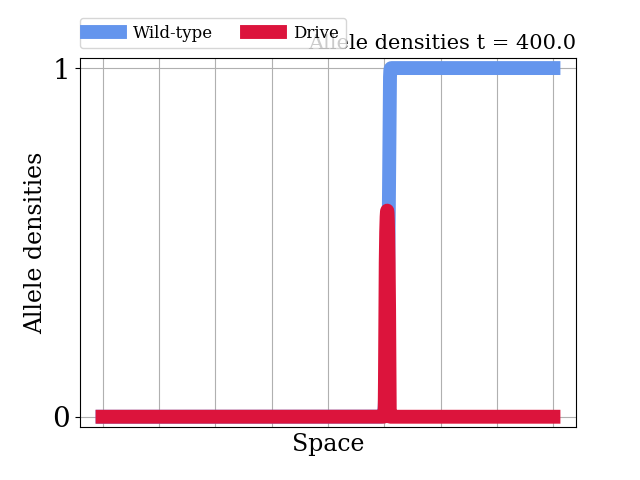 Wild-type Drive
Allele densities t = 400.0
1
Allele densities
0
Space